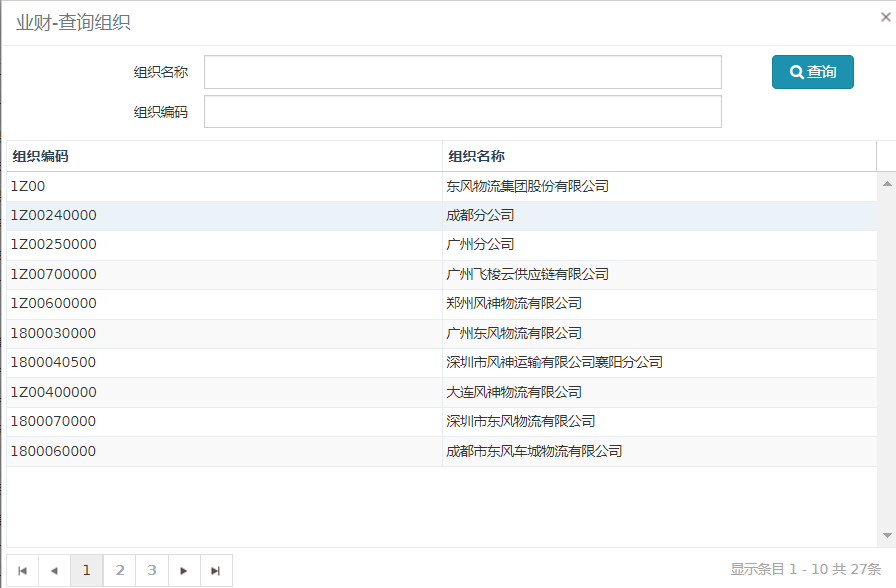 业财-查询组织
组织名称 查询
组织编码
组织编码 组织名称
1Z00 东风物流集团股份有限公司
1Z00240000 成都分公司
1Z00250000 广州分公司
1Z00700000 广州飞梭云供应链有限公司
1Z00600000 郑州风神物流有限公司
1800030000 广州东风物流有限公司
1800040500 深圳市风神运输有限公司襄阳分公司
1Z00400000 大连风神物流有限公司
1800070000 深圳市东风物流有限公司
1800060000 成都市东风车城物流有限公司
1 2 3 显示条目 1 - 10 共 27条